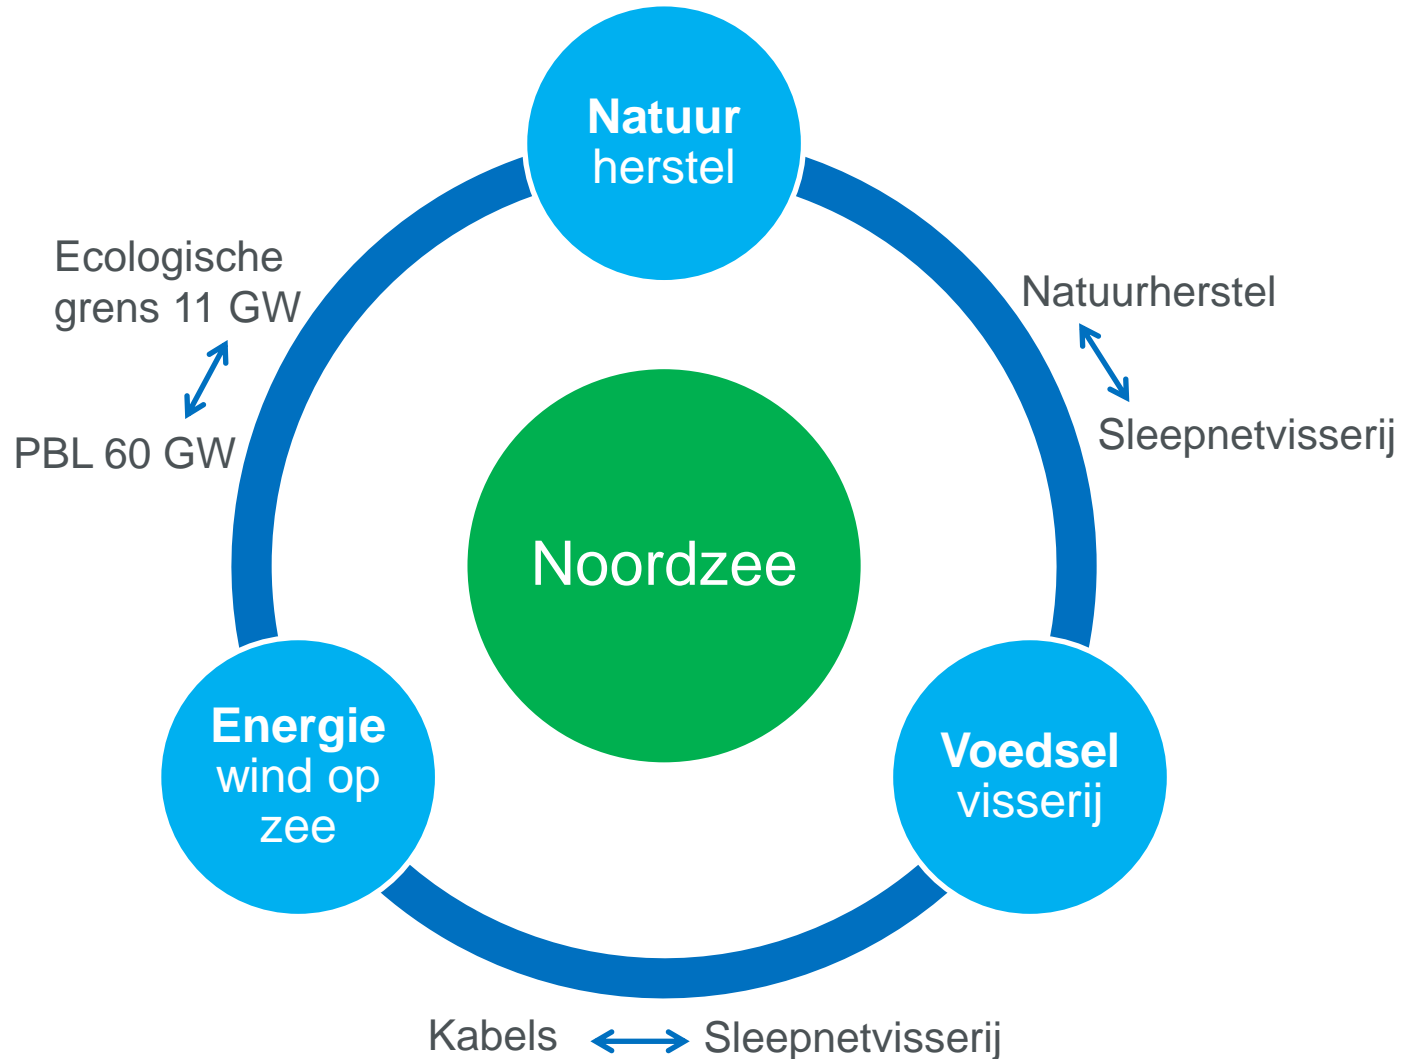 Natuur
herstel
Ecologische
grens 11 GW
PBL 60 GW
Natuurherstel
Sleepnetvisserij
Noordzee
Energie
wind op
zee
Voedsel
visserij
Kabels
Sleepnetvisserij